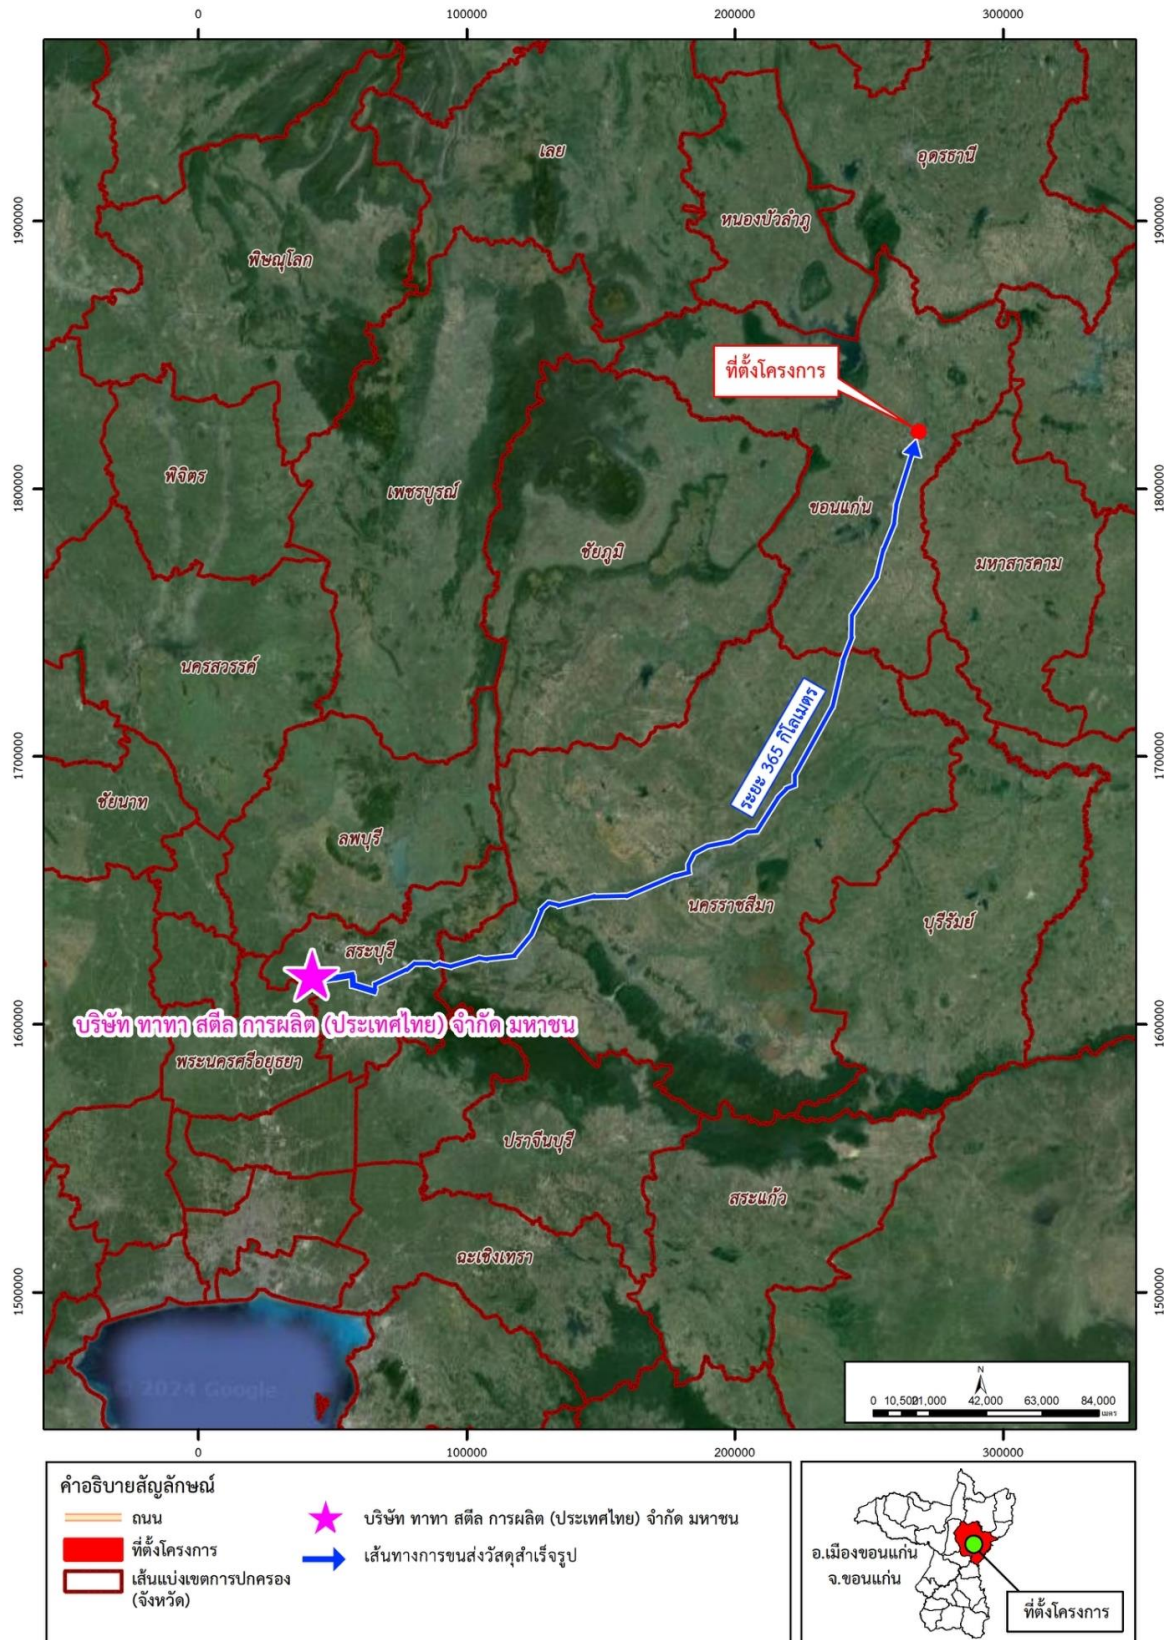 0 100000 200000 300000
เลย
อุดรธานี
หนองบัวลำภู
1900000 1900000
พิษณุโลก
ที่ตั้งโครงการ
พิจิตร
1800000 1800000
เพชรบูรณ์
ขอนแก่น
ชัยภูมิ
มหาสารคาม
นครสวรรค์
ระยะ 365 กิโลเมตร
1700000 1700000
ชัยนาท
ลพบุรี
นครราชสีมา
บุรีรัมย์
สระบุรี
1600000 1600000
บริษัท ทาทา สตีล การผลิต (ประเทศไทย) จำกัด มหาชน
พระนครศรีอยุธยา
ปราจีนบุรี
สระแก้ว
ฉะเชิงเทรา
1500000 1500000
© 2024 Google
N
0 10,500 21,000 42,000 63,000 84,000
เมตร
0 100000 200000 300000
คำอธิบายสัญลักษณ์
ถนน
ที่ตั้งโครงการ
เส้นแบ่งเขตการปกครอง
(จังหวัด)
บริษัท ทาทา สตีล การผลิต (ประเทศไทย) จำกัด มหาชน
เส้นทางการขนส่งวัสดุสำเร็จรูป
อ.เมืองขอนแก่น
จ.ขอนแก่น
ที่ตั้งโครงการ